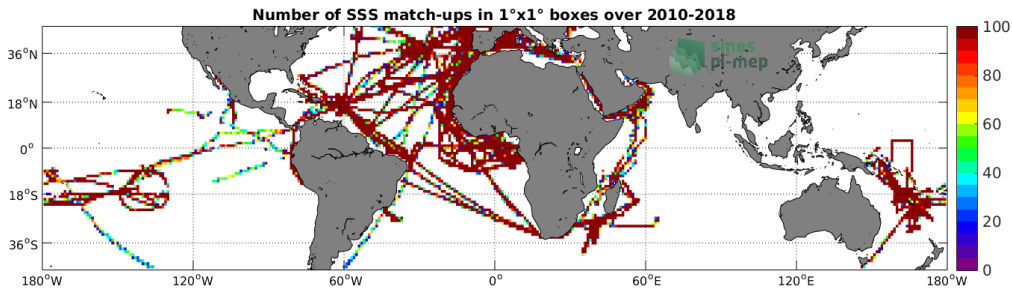 Number of SSS match-ups in 1°x1° boxes over 2010-2018
smos
pi-mep
36°N
18°N
0°
18°S
36°S
180°W 120°W 60°W 0° 60°E 120°E 180°W
100
80
60
40
20
0